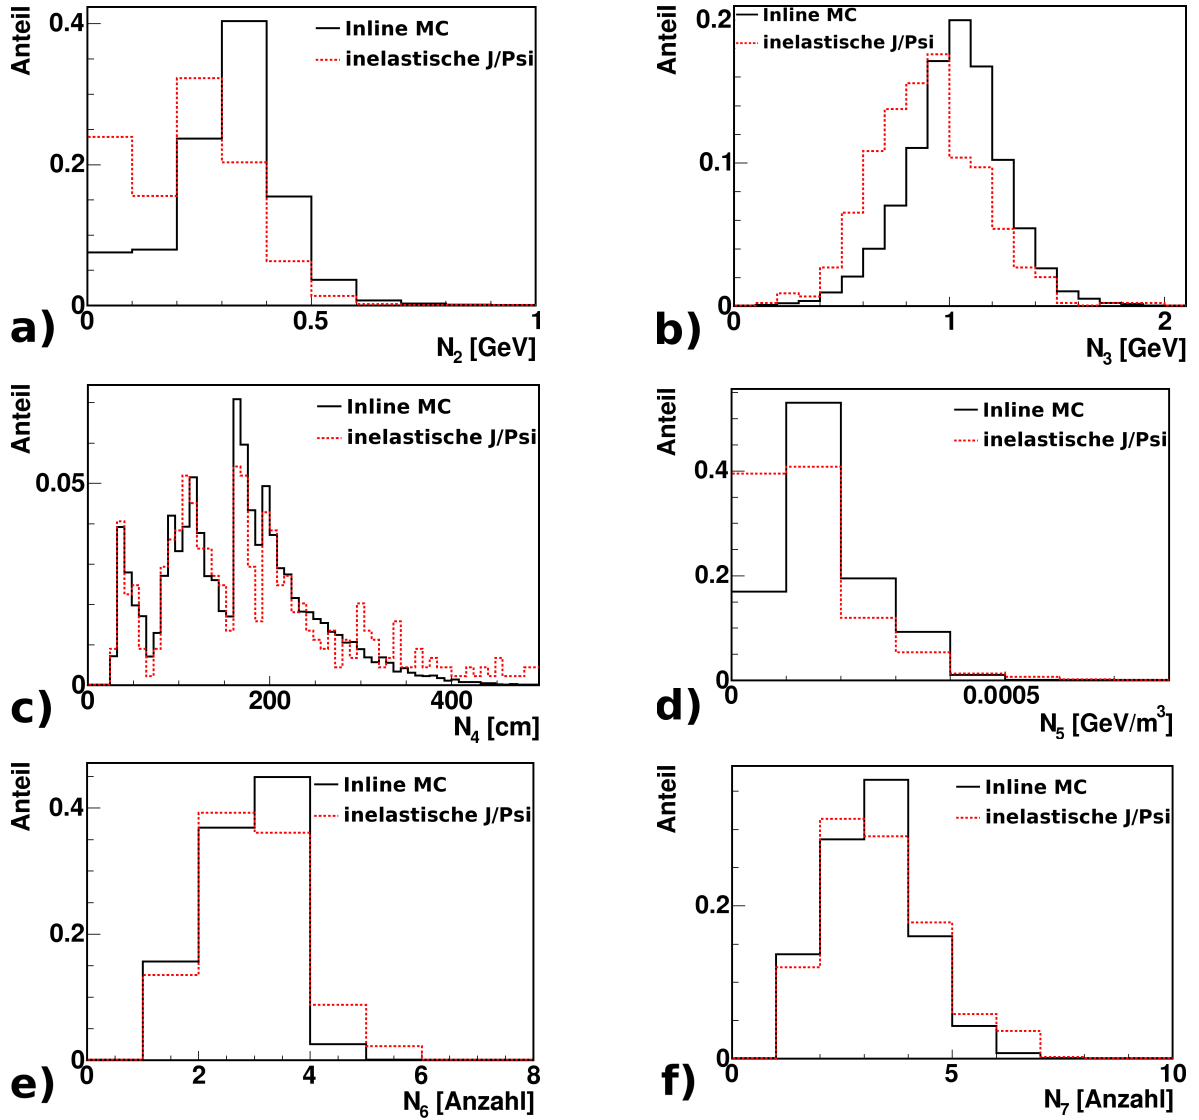 Anteil
0.4
0.2
0
Inline MC
inelastische J/Psi
0
0.5
1
a)
N2 [GeV]
Anteil
0.2
0.1
0
Inline MC
inelastische J/Psi
0
1
2
b)
N3 [GeV]
Anteil
0.05
0
Inline MC
inelastische J/Psi
0
200
400
c)
N4 [cm]
Anteil
0.4
0.2
0
Inline MC
inelastische J/Psi
0
0.0005
d)
N5 [GeV/m³]
Anteil
0.4
0.2
0
Inline MC
inelastische J/Psi
0
2
4
6
8
e)
N6 [Anzahl]
Anteil
0.2
0
Inline MC
inelastische J/Psi
0
5
10
f)
N7 [Anzahl]